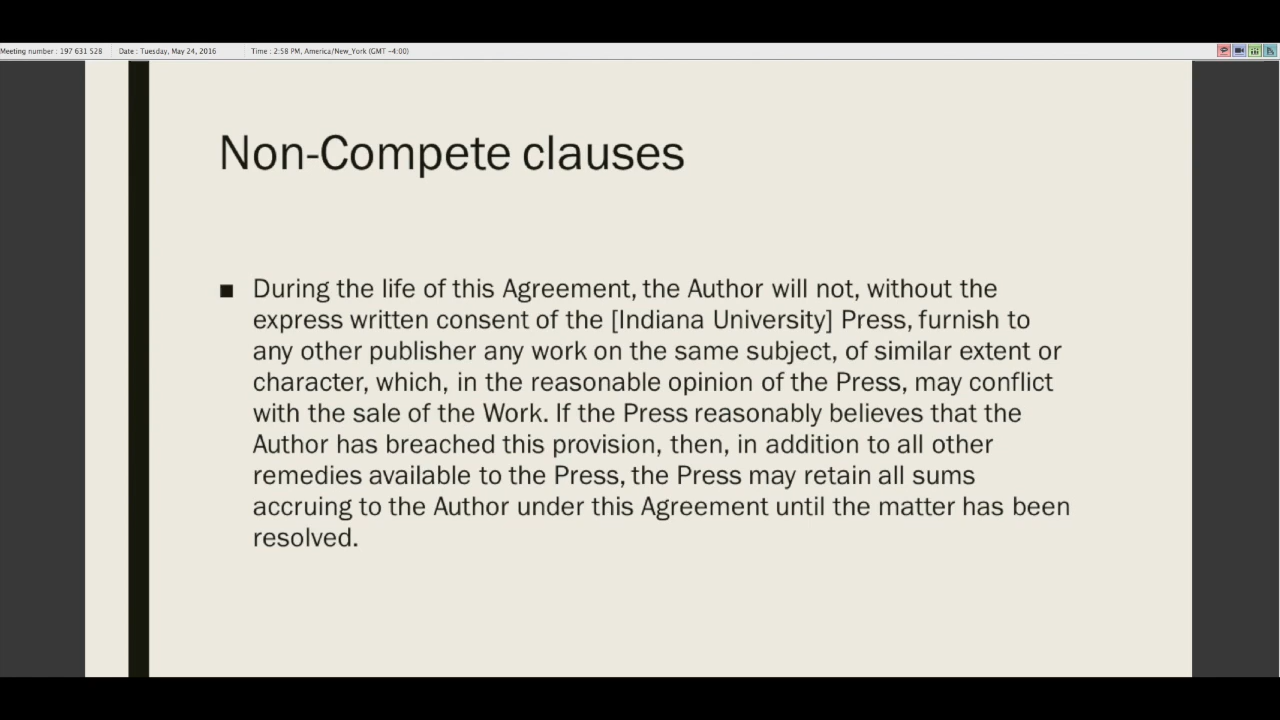 Meeting number : 197 631 528 Date : Tuesday, May 24, 2016 Time : 2:58 PM, America/New_York (GMT -4:00)
Non-Compete clauses
■ During the life of this Agreement, the Author will not, without the
express written consent of the [Indiana University] Press, furnish to
any other publisher any work on the same subject, of similar extent or
character, which, in the reasonable opinion of the Press, may conflict
with the sale of the Work. If the Press reasonably believes that the
Author has breached this provision, then, in addition to all other
remedies available to the Press, the Press may retain all sums
accruing to the Author under this Agreement until the matter has been
resolved.